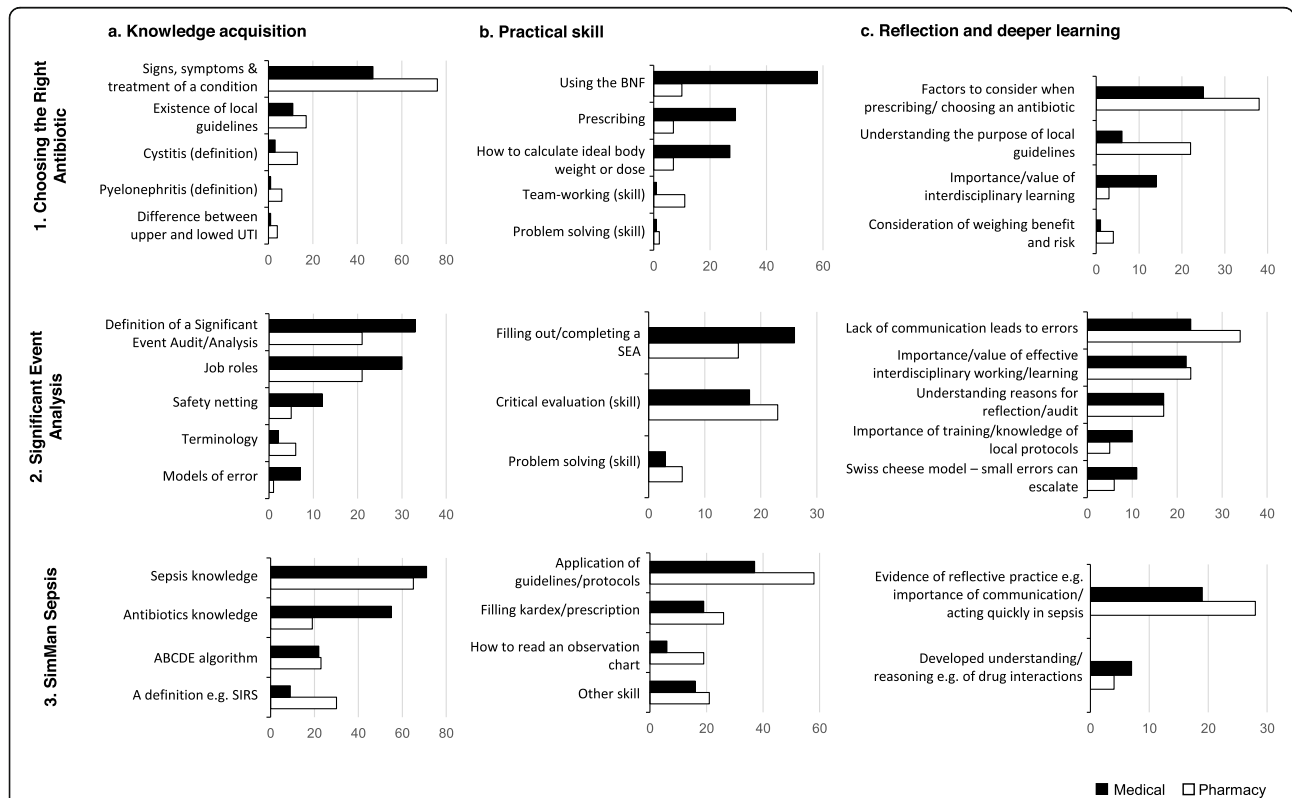 a. Knowledge acquisition
b. Practical skill
c. Reflection and deeper learning
1. Choosing the Right
Antibiotic
Signs, symptoms &
treatment of a condition
Existence of local
guidelines
Cystitis (definition)
Pyelonephritis (definition)
Difference between
upper and lowed UTI
0 20 40 60 80
Using the BNF
Prescribing
How to calculate ideal body
weight or dose
Team-working (skill)
Problem solving (skill)
0 20 40 60
Factors to consider when
prescribing/ choosing an antibiotic
Understanding the purpose of local
guidelines
Importance/value of
interdisciplinary learning
Consideration of weighing benefit
and risk
0 10 20 30 40
2. Significant Event
Analysis
Definition of a Significant
Event Audit/Analysis
Job roles
Safety netting
Terminology
Models of error
0 10 20 30 40
Filling out/completing a
SEA
Critical evaluation (skill)
Problem solving (skill)
0 10 20 30
Lack of communication leads to errors
Importance/value of effective
interdisciplinary working/learning
Understanding reasons for
reflection/audit
Importance of training/knowledge of
local protocols
Swiss cheese model – small errors can
escalate
0 10 20 30 40
3. SimMan Sepsis
Sepsis knowledge
Antibiotics knowledge
ABCDE algorithm
A definition e.g. SIRS
0 20 40 60 80
Application of
guidelines/protocols
Filling kardex/prescription
How to read an observation
chart
Other skill
0 20 40 60
Evidence of reflective practice e.g.
importance of communication/
acting quickly in sepsis
Developed understanding/
reasoning e.g. of drug interactions
0 10 20 30
Medical Pharmacy